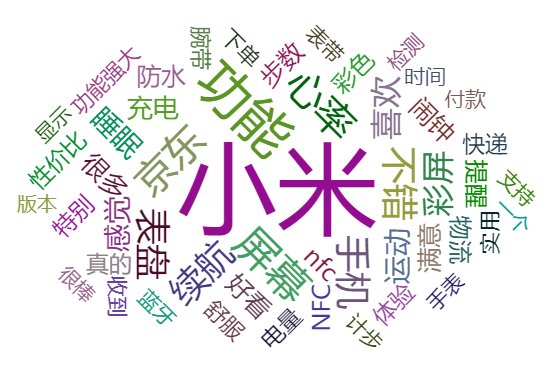 小米
功能
心率
屏幕
手机
续航
京东
表盘
不错
喜欢
彩屏
感觉
运动
充电
防水
睡眠
很多
步数
彩色
闹钟
提醒
满意
好看
nfc
NFC
体验
特别
性价比
功能强大
显示
版本
真的
很棒
蓝牙
舒服
电量
计步
手表
实用
购物
支持
一个
快递
付款
时间
检测
表带
下单
腕带